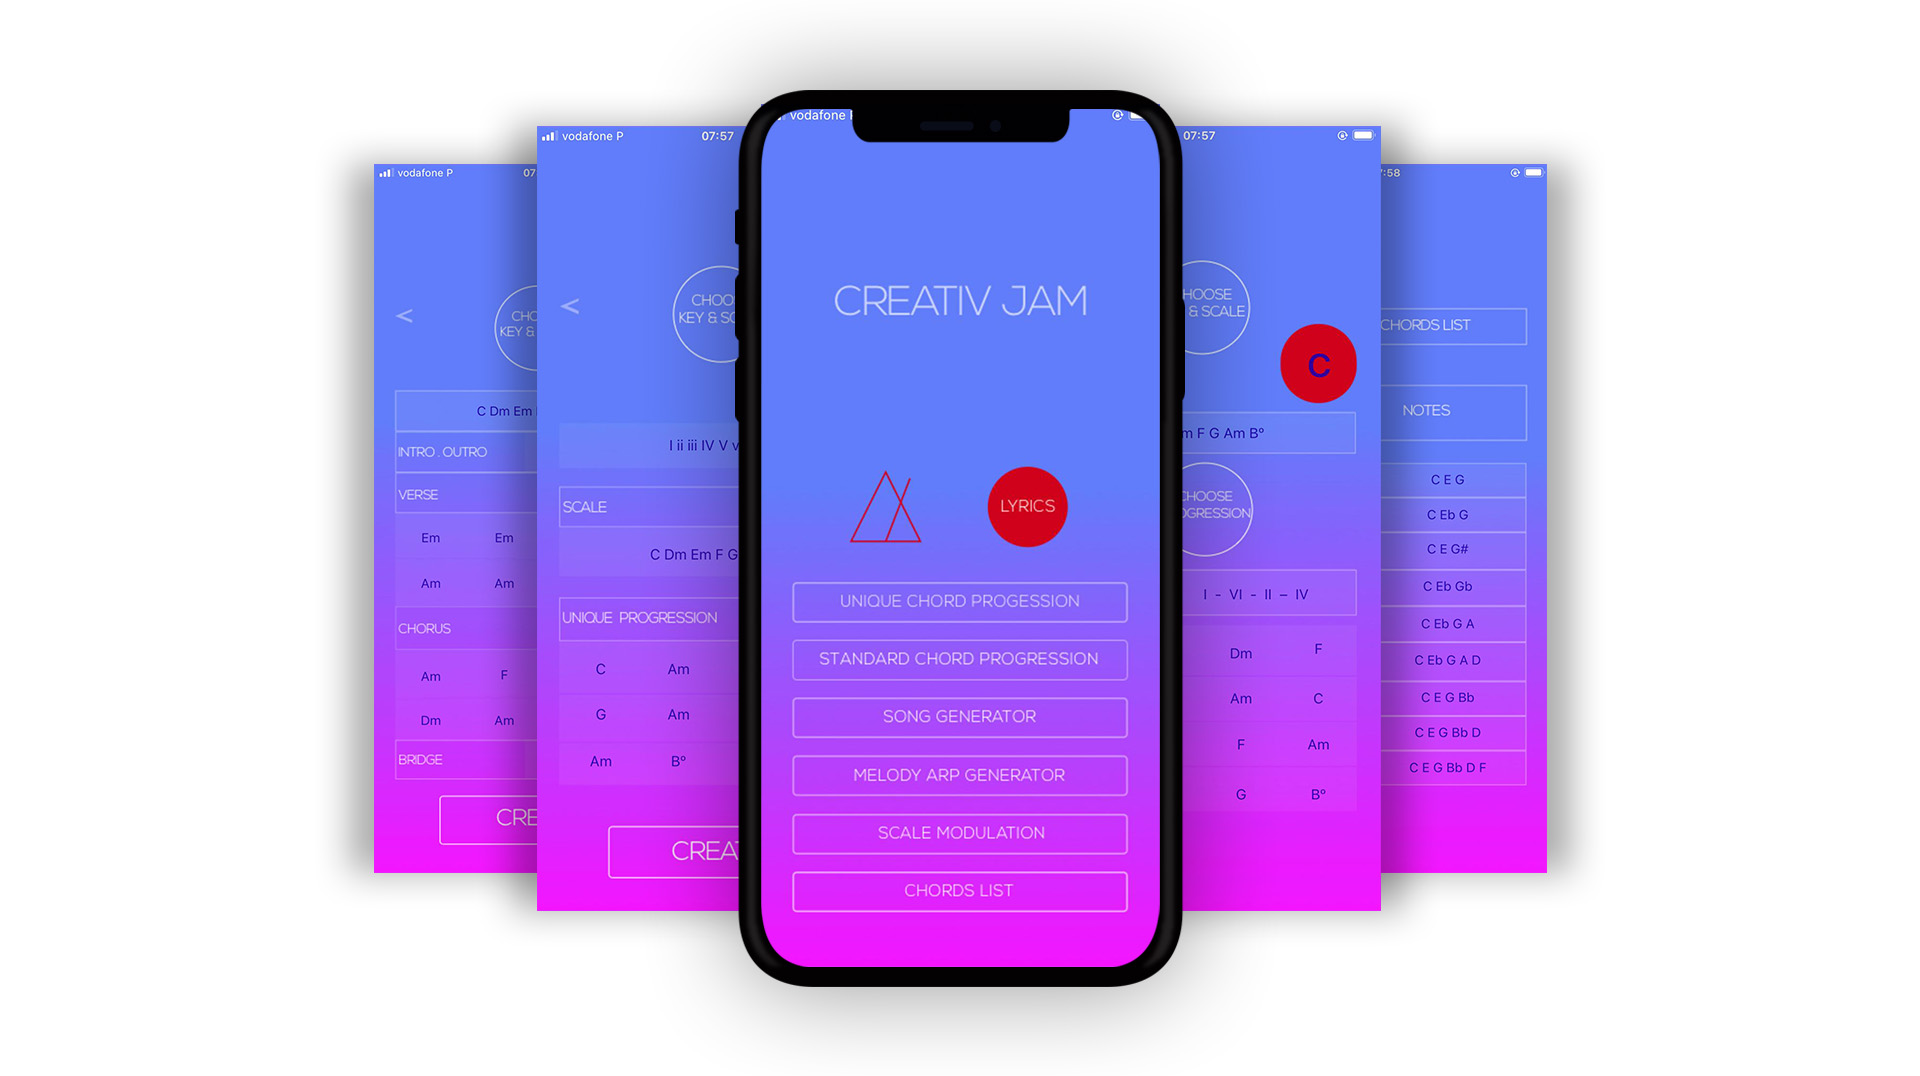 vodafone P
07
<
CHO
KEY &
C Dm Em
INTRO . OUTRO
VERSE
Em Em
Am Am
CHORUS
Am F
Dm Am
BRIDGE
CRE
vodafone P 07:57
<
CHOO
KEY & SC
I ii iii IV V v
SCALE
C Dm Em F G
UNIQUE PROGRESSION
C Am
G Am
Am B°
CREAT
vodafone
CREATIV JAM
LYRICS
UNIQUE CHORD PROGESSION
STANDARD CHORD PROGRESSION
SONG GENERATOR
MELODY ARP GENERATOR
SCALE MODULATION
CHORDS LIST
07:57
HOOSE
& SCALE
C
m F G Am B°
CHOOSE
OGRESSION
I - VI - II – IV
Dm F
Am C
F Am
G B°
:58
CHORDS LIST
NOTES
C E G
C Eb G
C E G#
C Eb Gb
C Eb G A
C Eb G A D
C E G Bb
C E G Bb D
C E G Bb D F